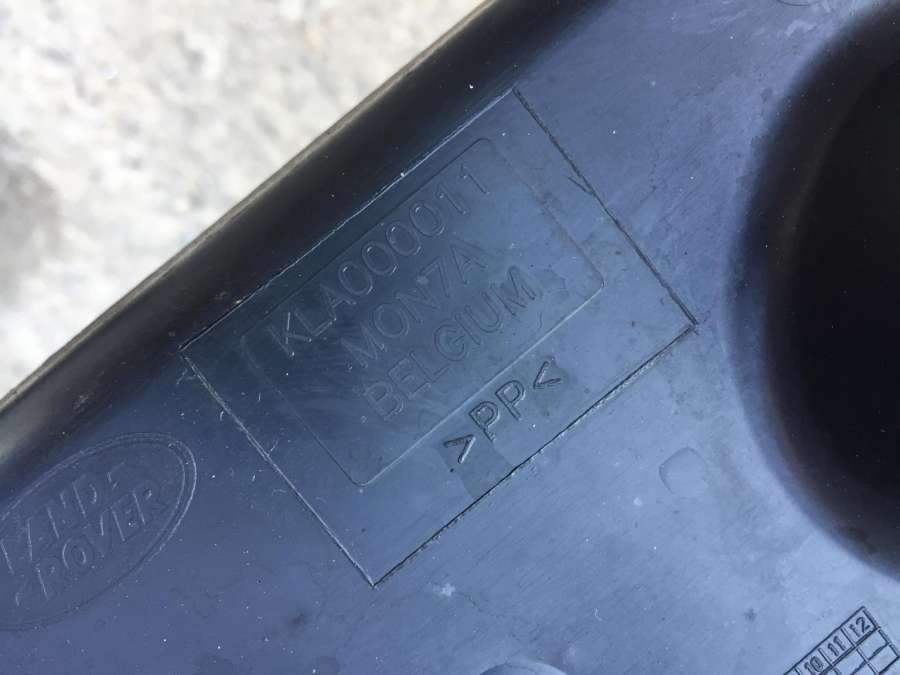 KLA000011
MONZA
BELGIUM
>PP<
LAND-
ROVER
10 11 12